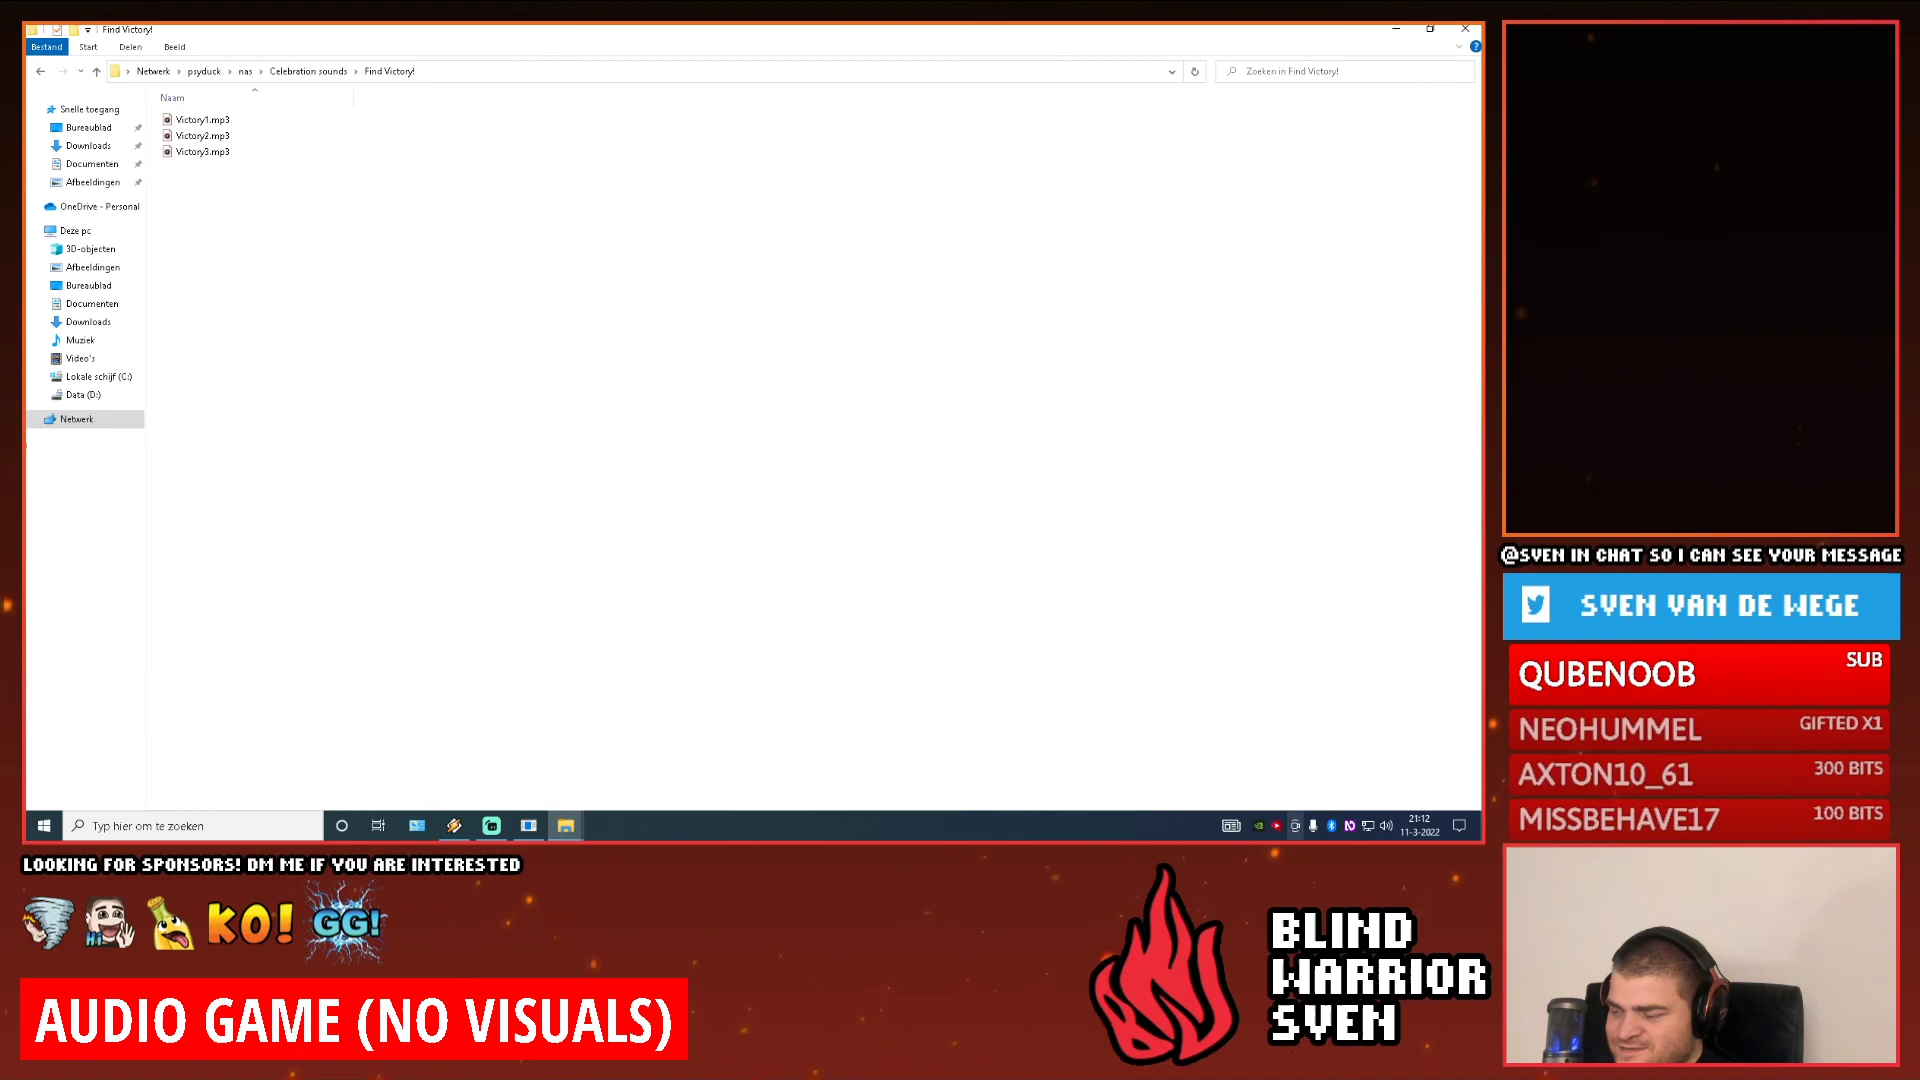 Find Victory!
Bestand Start Delen Beeld
Netwerk psyduck nas Celebration sounds Find Victory!
Zoeken in Find Victory!
Naam
Victory1.mp3
Victory2.mp3
Victory3.mp3
Snelle toegang
Bureaublad
Downloads
Documenten
Afbeeldingen
OneDrive - Personal
Deze pc
3D-objecten
Afbeeldingen
Bureaublad
Documenten
Downloads
Muziek
Video's
Lokale schijf (C:)
Data (D:)
Netwerk
Typ hier om te zoeken
21:12
11-3-2022
@SVEN IN CHAT SO I CAN SEE YOUR MESSAGE
SVEN VAN DE WEGE
QUBENOOB SUB
NEOHUMMEL GIFTED X1
AXTON10_61 300 BITS
MISSBEHAVE17 100 BITS
LOOKING FOR SPONSORS! DM ME IF YOU ARE INTERESTED
Hi
KO!
GG!
AUDIO GAME (NO VISUALS)
BLIND
WARRIOR
SVEN